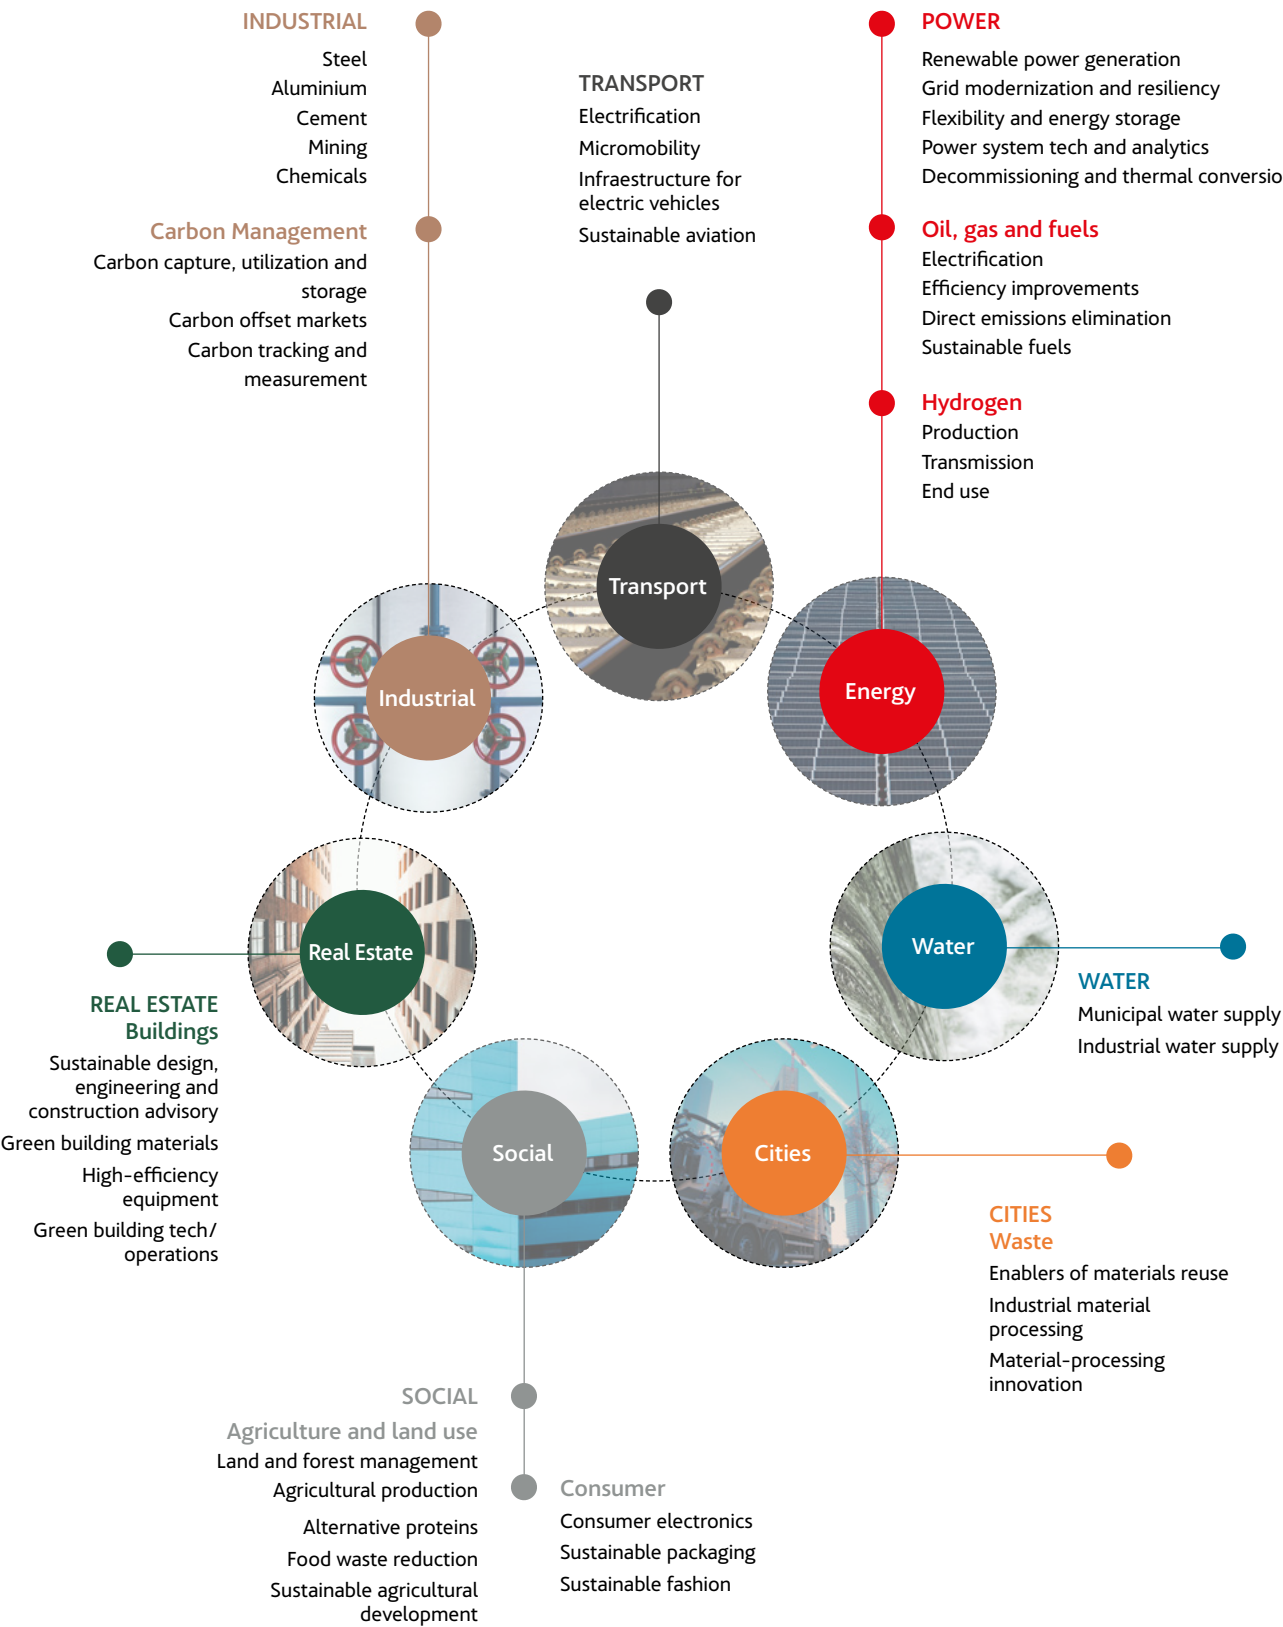 INDUSTRIAL
Steel
Aluminium
Cement
Mining
Chemicals
Carbon Management
Carbon capture, utilization and
storage
Carbon offset markets
Carbon tracking and
measurement
TRANSPORT
Electrification
Micromobility
Infraestructure for
electric vehicles
Sustainable aviation
POWER
Renewable power generation
Grid modernization and resiliency
Flexibility and energy storage
Power system tech and analytics
Decommissioning and thermal conversio
Oil, gas and fuels
Electrification
Efficiency improvements
Direct emissions elimination
Sustainable fuels
Hydrogen
Production
Transmission
End use
Transport
Industrial
Energy
Real Estate
Water
Social
Cities
REAL ESTATE
Buildings
Sustainable design,
engineering and
construction advisory
Green building materials
High-efficiency
equipment
Green building tech/
operations
WATER
Municipal water supply
Industrial water supply
CITIES
Waste
Enablers of materials reuse
Industrial material
processing
Material-processing
innovation
SOCIAL
Agriculture and land use
Land and forest management
Agricultural production
Alternative proteins
Food waste reduction
Sustainable agricultural
development
Consumer
Consumer electronics
Sustainable packaging
Sustainable fashion